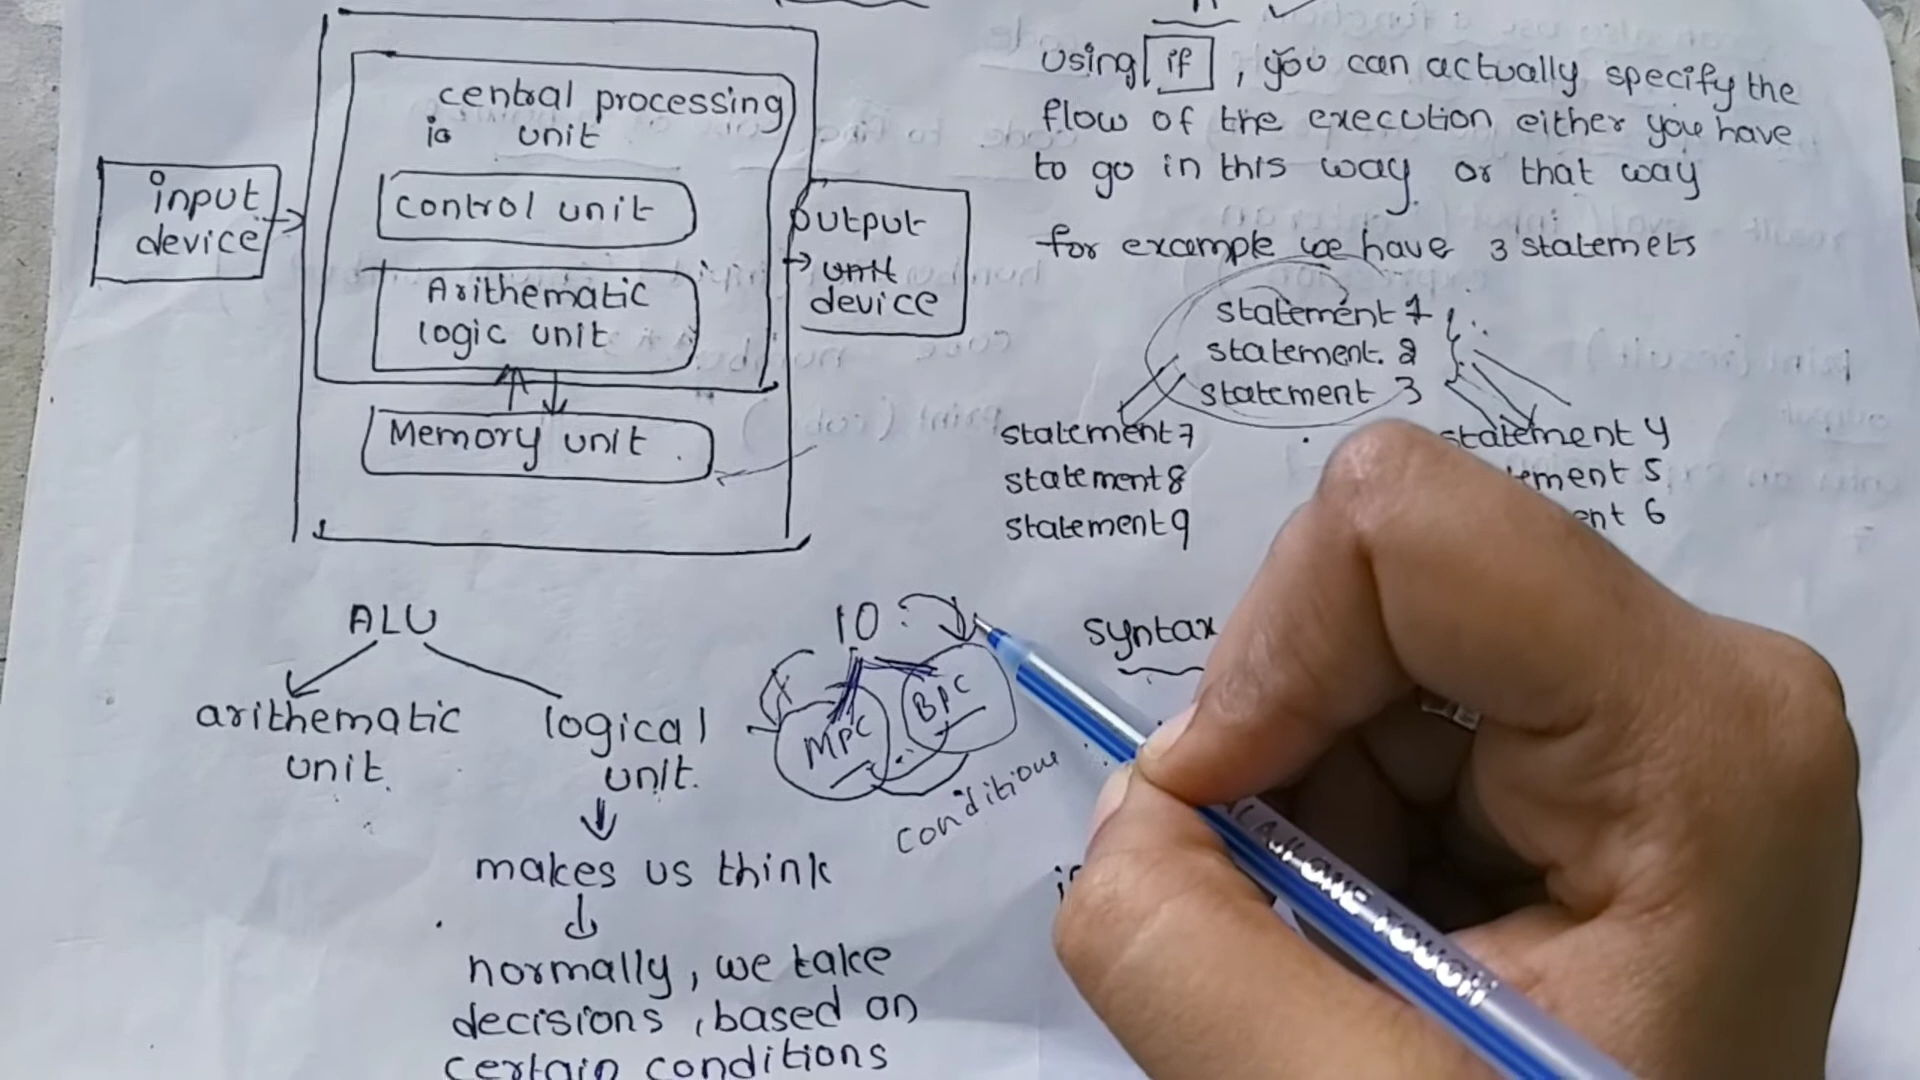 central processing
unit
input
device
control unit
Arithematic
logic unit
Memory unit
output
unit
device
ALU
arithematic
unit
logical
unit.
makes us think
normally, we take
decisions, based on
certain conditions
10
MPC
BPC
conditions
using if, you can actually specify the
flow of the execution either you have
to go in this way or that way
for example we have 3 statemets
statement 1
statement. 2
statement 3
statement 7
statement 8
statement 9
statement 4
ement 5
ent 6
syntax